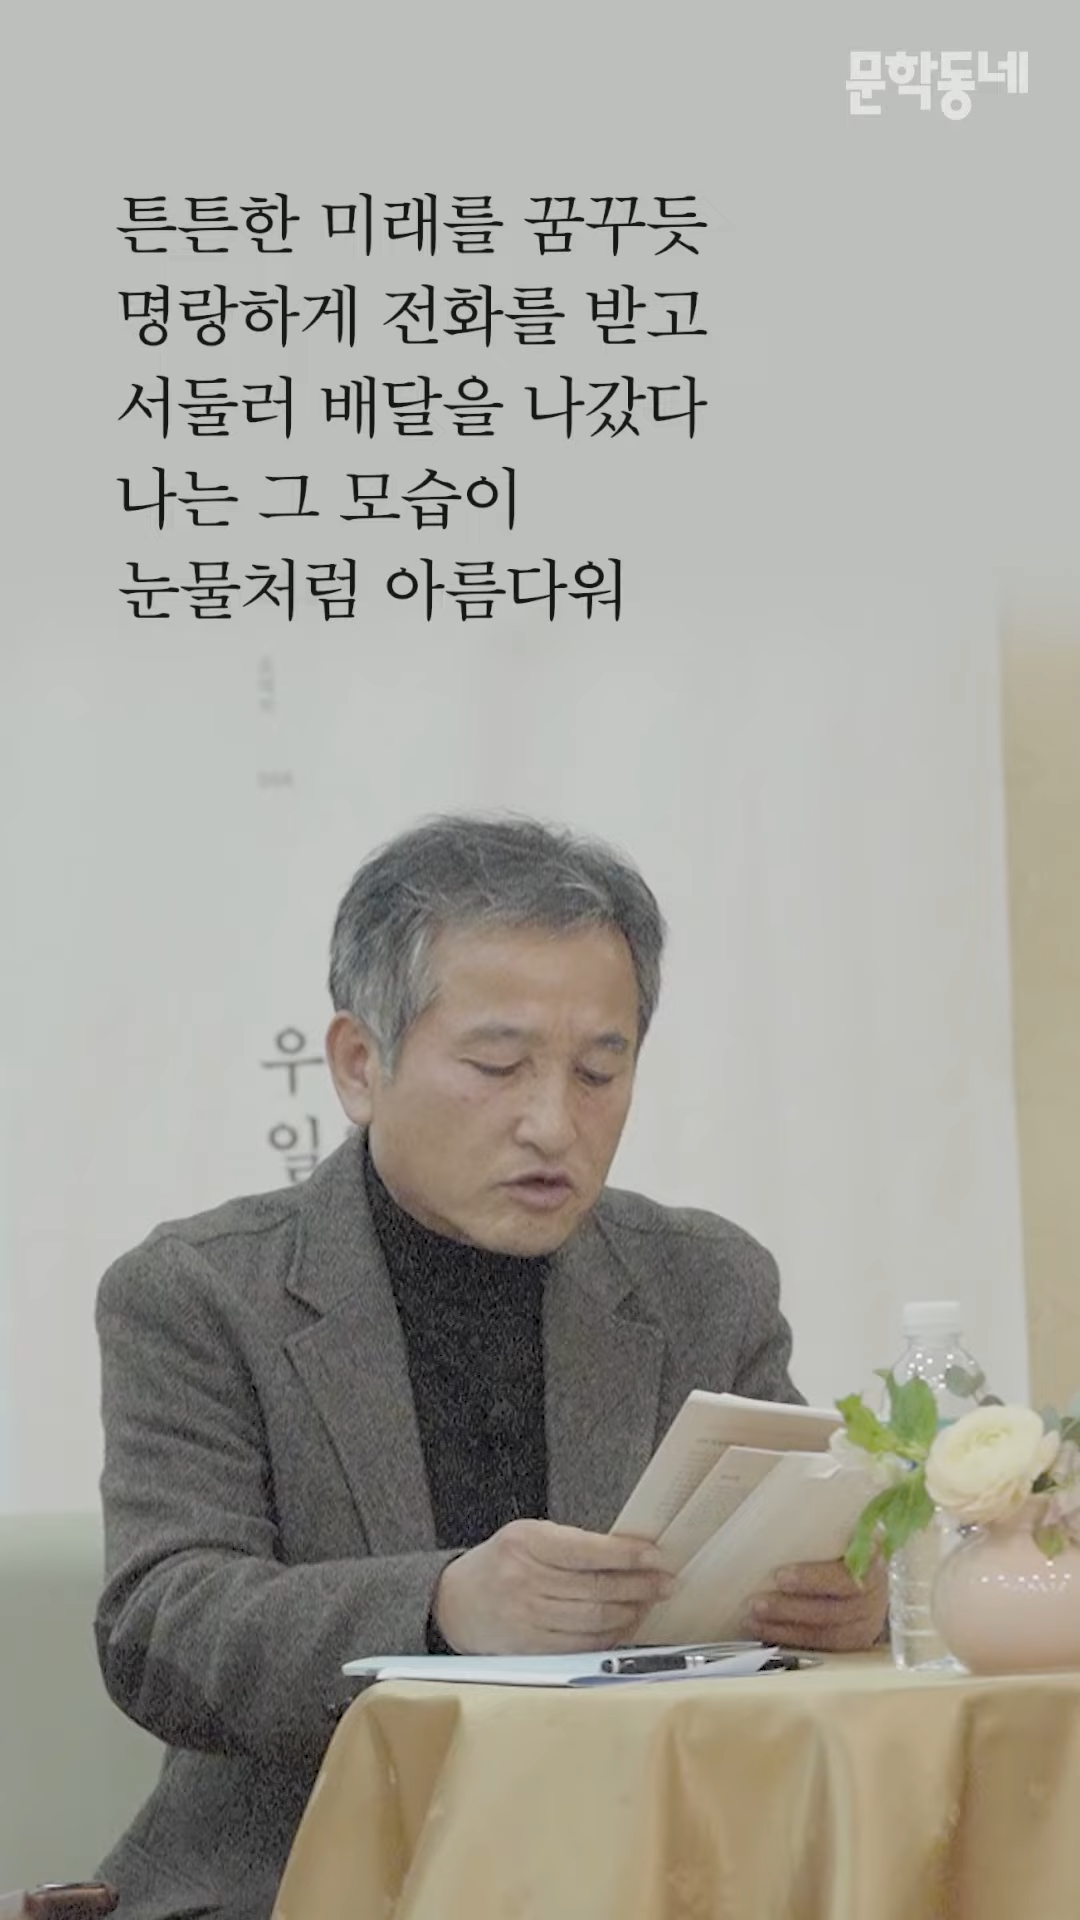 문학동네
튼튼한 미래를 꿈꾸듯
명랑하게 전화를 받고
서둘러 배달을 나갔다
나는 그 모습이
눈물처럼 아름다워
우
일